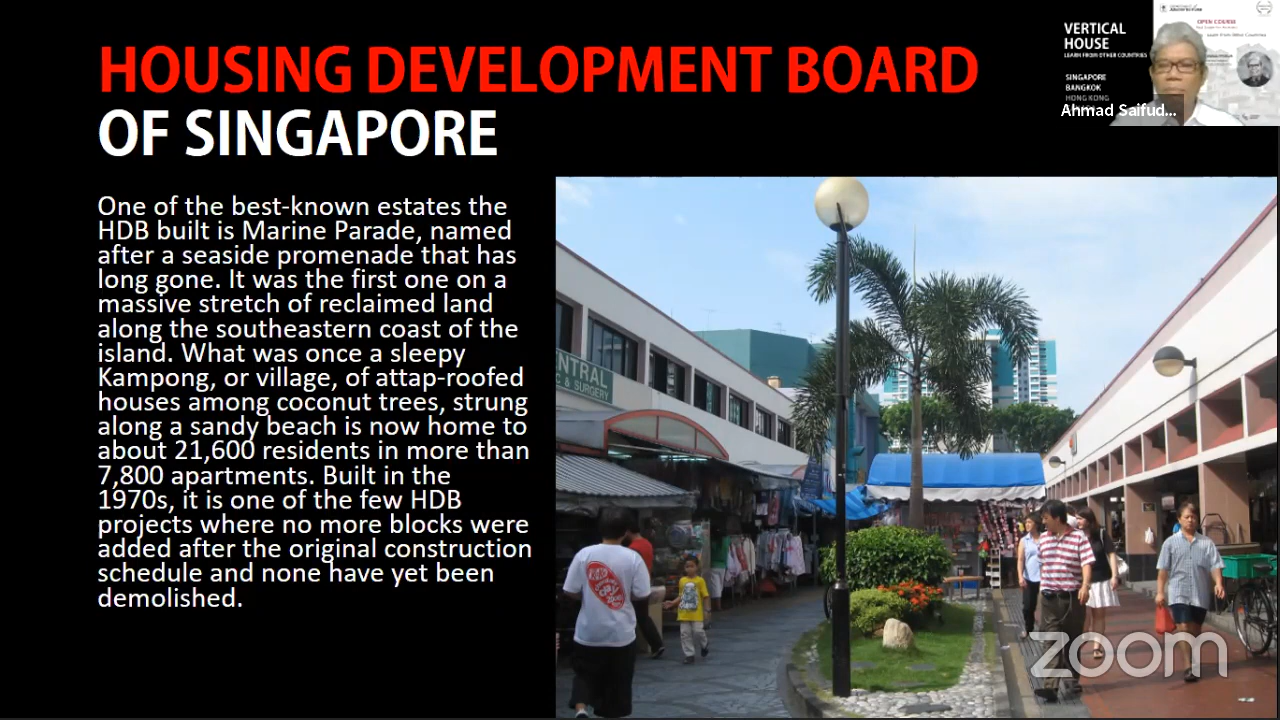 HOUSING DEVELOPMENT BOARD
OF SINGAPORE
One of the best-known estates the
HDB built is Marine Parade, named
after a seaside promenade that has
long gone. It was the first one on a
massive stretch of reclaimed land
along the southeastern coast of the
island. What was once a sleepy
Kampong, or village, of attap-roofed
houses among coconut trees, strung
along a sandy beach is now home to
about 21,600 residents in more than
7,800 apartments. Built in the
1970s, it is one of the few HDB
projects where no more blocks were
added after the original construction
schedule and none have yet been
demolished.
VERTICAL
HOUSE
LEARN FROM OTHER COUNTRIES
SINGAPORE
BANGKOK
HONG KONG
OPEN COURSE
Ahmad Saifud...
NTRAL
C & SURGERY
zoom